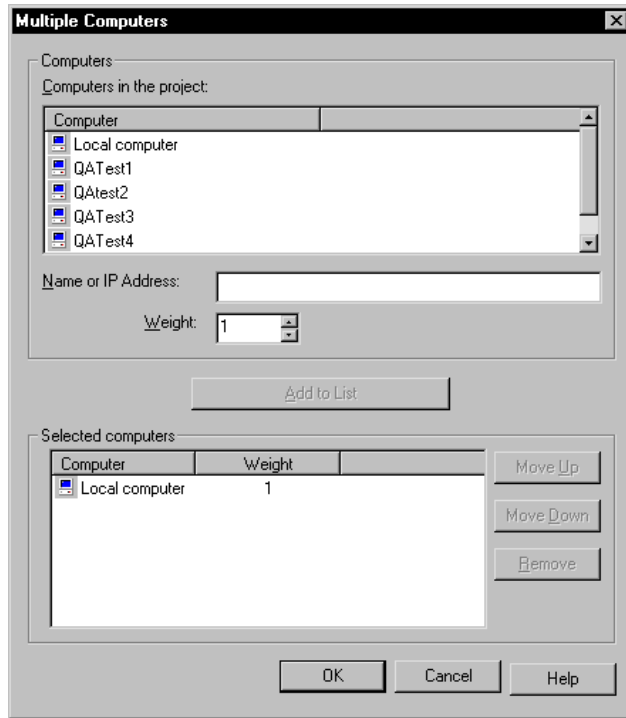 Multiple Computers
Computers
Computers in the project:
Computer
Local computer
QATest1
QAtest2
QATest3
QATest4
Name or IP Address:
Weight: 1
Add to List
Selected computers
Computer Weight
Local computer 1
Move Up
Move Down
Remove
OK Cancel Help